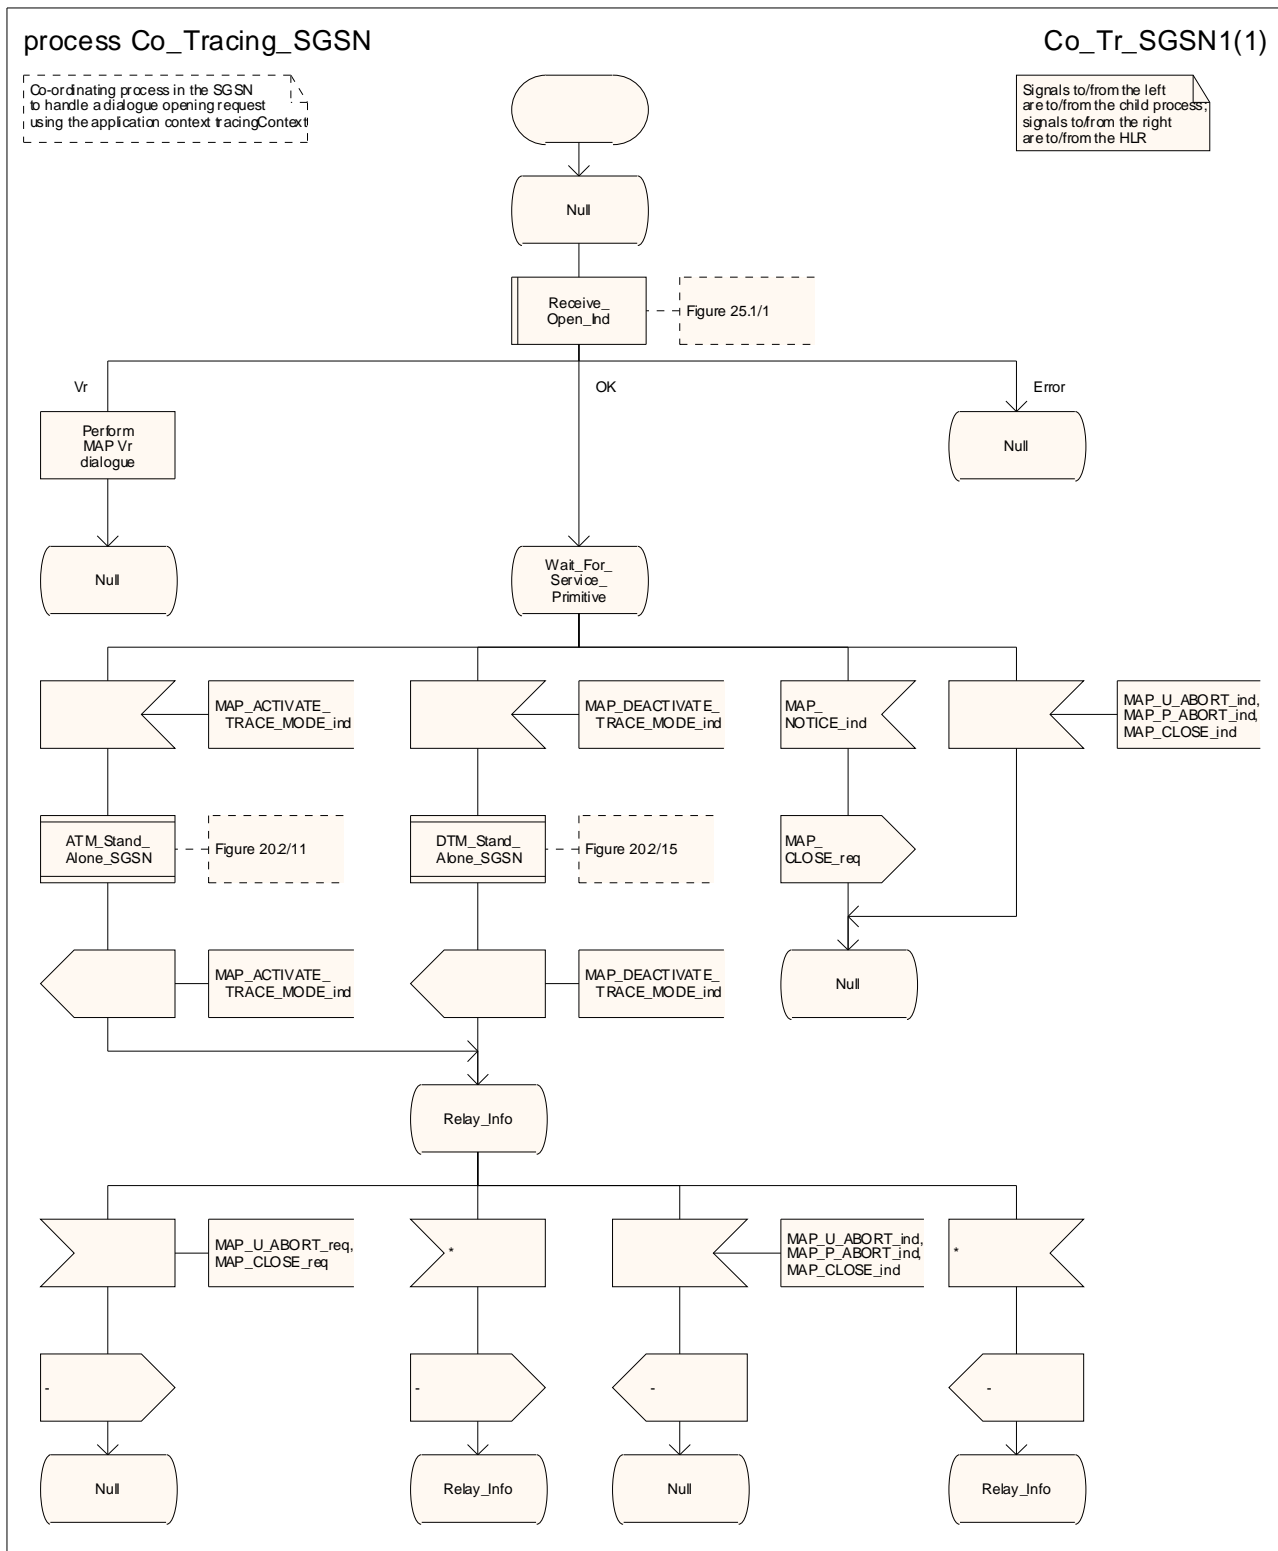 process Co_Tracing_SGSN
Co_Tr_SGSN1(1)
Co-ordinating process in the SGSN
to handle a dialogue opening request
using the application context tracingContext
Signals to/from the left
are to/from the child process;
signals to/from the right
are to/from the HLR
Null
Receive_
Open_Ind
Figure 25.1/1
Vr
OK
Error
Perform
MAP Vr
dialogue
Null
Null
Wait_For_
Service_
Primitive
MAP_ACTIVATE_
TRACE_MODE_ind
MAP_DEACTIVATE_
TRACE_MODE_ind
MAP_
NOTICE_ind
MAP_U_ABORT_ind,
MAP_P_ABORT_ind,
MAP_CLOSE_ind
ATM_Stand_
Alone_SGSN
Figure 20.2/11
DTM_Stand_
Alone_SGSN
Figure 20.2/15
MAP_
CLOSE_req
MAP_ACTIVATE_
TRACE_MODE_ind
MAP_DEACTIVATE_
TRACE_MODE_ind
Null
Relay_Info
MAP_U_ABORT_req,
MAP_CLOSE_req
*
MAP_U_ABORT_ind,
MAP_P_ABORT_ind,
MAP_CLOSE_ind
*
-
-
-
-
Null
Relay_Info
Null
Relay_Info